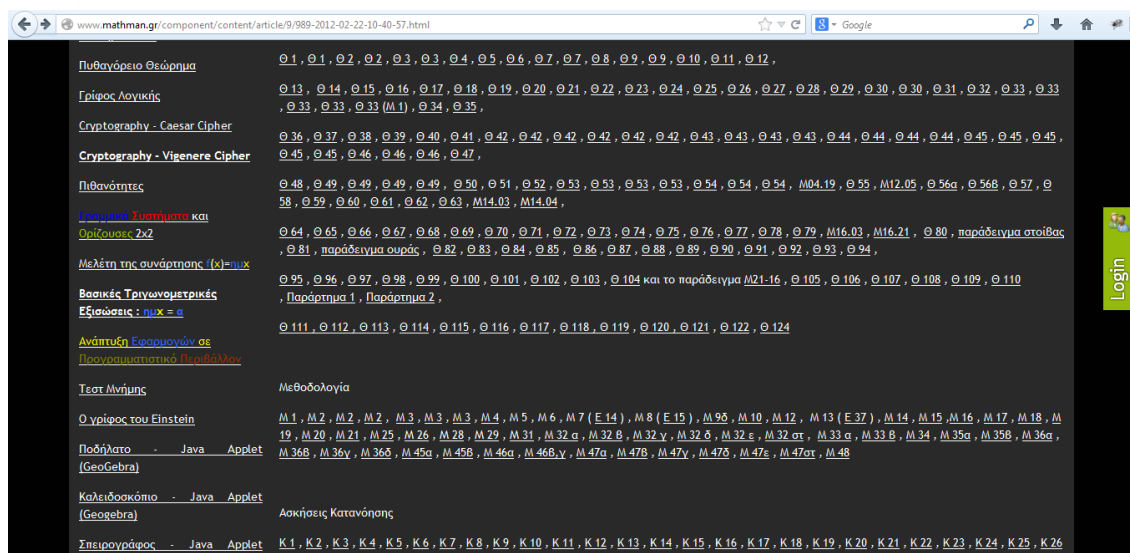 www.mathman.gr/component/content/article/9/989-2012-02-22-10-40-57.html
Google
Πυθαγόρειο Θεώρημα
Γρίφος Λογικής
Cryptography - Caesar Cipher
Cryptography - Vigenere Cipher
Πιθανότητες
Γραμμικά Συστήματα και
Ορίζουσες 2x2
Μελέτη της συνάρτησης f(x)=ημx
Βασικές Τριγωνομετρικές
Εξισώσεις : ημx = α
Ανάπτυξη Εφαρμογών σε
Προγραμματιστικό Περιβάλλον
Τεστ Μνήμης
Ο γρίφος του Einstein
Ποδήλατο - Java Applet
(GeoGebra)
Καλειδοσκόπιο - Java Applet
(Geogebra)
Σπειρογράφος - Java Applet
Θ 1 , Θ 1 , Θ 2 , Θ 2 , Θ 3 , Θ 3 , Θ 4 , Θ 5 , Θ 6 , Θ 7 , Θ 7 , Θ 8 , Θ 9 , Θ 9 , Θ 10 , Θ 11 , Θ 12 ,
Θ 13 , Θ 14 , Θ 15 , Θ 16 , Θ 17 , Θ 18 , Θ 19 , Θ 20 , Θ 21 , Θ 22 , Θ 23 , Θ 24 , Θ 25 , Θ 26 , Θ 27 , Θ 28 , Θ 29 , Θ 30 , Θ 30 , Θ 31 , Θ 32 , Θ 33 , Θ 33
, Θ 33 , Θ 33 , Θ 33 (Μ 1) , Θ 34 , Θ 35 ,
Θ 36 , Θ 37 , Θ 38 , Θ 39 , Θ 40 , Θ 41 , Θ 42 , Θ 42 , Θ 42 , Θ 42 , Θ 42 , Θ 42 , Θ 43 , Θ 43 , Θ 43 , Θ 43 , Θ 44 , Θ 44 , Θ 44 , Θ 44 , Θ 45 , Θ 45 , Θ 45 ,
Θ 45 , Θ 45 , Θ 46 , Θ 46 , Θ 46 , Θ 47 ,
Θ 48 , Θ 49 , Θ 49 , Θ 49 , Θ 49 , Θ 50 , Θ 51 , Θ 52 , Θ 53 , Θ 53 , Θ 53 , Θ 53 , Θ 54 , Θ 54 , Θ 54 , Μ04.19 , Θ 55 , Μ12.05 , Θ 56α , Θ 56β , Θ 57 , Θ
58 , Θ 59 , Θ 60 , Θ 61 , Θ 62 , Θ 63 , Μ14.03 , Μ14.04 ,
Θ 64 , Θ 65 , Θ 66 , Θ 67 , Θ 68 , Θ 69 , Θ 70 , Θ 71 , Θ 72 , Θ 73 , Θ 74 , Θ 75 , Θ 76 , Θ 77 , Θ 78 , Θ 79 , Μ16.03 , Μ16.21 , Θ 80 , παράδειγμα στοίβας
, Θ 81 , παράδειγμα ουράς , Θ 82 , Θ 83 , Θ 84 , Θ 85 , Θ 86 , Θ 87 , Θ 88 , Θ 89 , Θ 90 , Θ 91 , Θ 92 , Θ 93 , Θ 94 ,
Θ 95 , Θ 96 , Θ 97 , Θ 98 , Θ 99 , Θ 100 , Θ 101 , Θ 102 , Θ 103 , Θ 104 και το παράδειγμα Μ21-16 , Θ 105 , Θ 106 , Θ 107 , Θ 108 , Θ 109 , Θ 110
, Παράρτημα 1 , Παράρτημα 2 ,
Θ 111 , Θ 112 , Θ 113 , Θ 114 , Θ 115 , Θ 116 , Θ 117 , Θ 118 , Θ 119 , Θ 120 , Θ 121 , Θ 122 , Θ 124
Μεθοδολογία
Μ 1 , Μ 2 , Μ 2 , Μ 2 , Μ 3 , Μ 3 , Μ 3 , Μ 4 , Μ 5 , Μ 6 , Μ 7 ( Ε 14 ) , Μ 8 ( Ε 15 ) , Μ 9δ , Μ 10 , Μ 12 , Μ 13 ( Ε 37 ) , Μ 14 , Μ 15 , Μ 16 , Μ 17 , Μ 18 , Μ
19 , Μ 20 , Μ 21 , Μ 25 , Μ 26 , Μ 28 , Μ 29 , Μ 31 , Μ 32 α , Μ 32 β , Μ 32 γ , Μ 32 δ , Μ 32 ε , Μ 32 στ , Μ 33 α , Μ 33 β , Μ 34 , Μ 35α , Μ 35β , Μ 36α ,
Μ 36β , Μ 36γ , Μ 36δ , Μ 45α , Μ 45β , Μ 46α , Μ 46β,γ , Μ 47α , Μ 47β , Μ 47γ , Μ 47δ , Μ 47ε , Μ 47στ , Μ 48
Ασκήσεις Κατανόησης
Κ 1 , Κ 2 , Κ 3 , Κ 4 , Κ 5 , Κ 6 , Κ 7 , Κ 8 , Κ 9 , Κ 10 , Κ 11 , Κ 12 , Κ 13 , Κ 14 , Κ 15 , Κ 16 , Κ 17 , Κ 18 , Κ 19 , Κ 20 , Κ 21 , Κ 22 , Κ 23 , Κ 24 , Κ 25 , Κ 26
Login